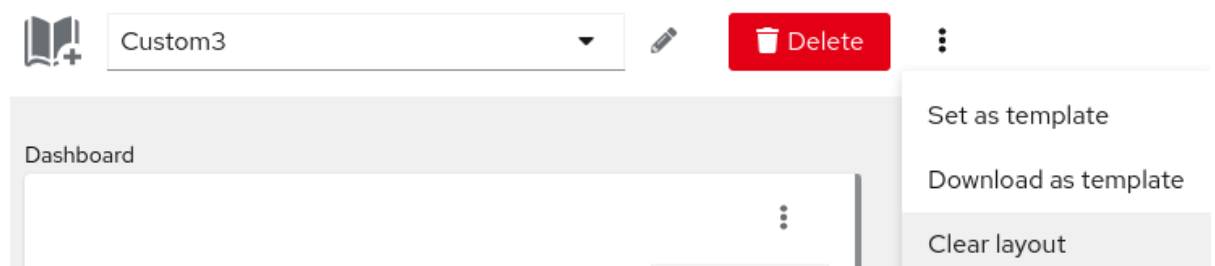 Custom3
Delete
Set as template
Dashboard
Download as template
Clear layout